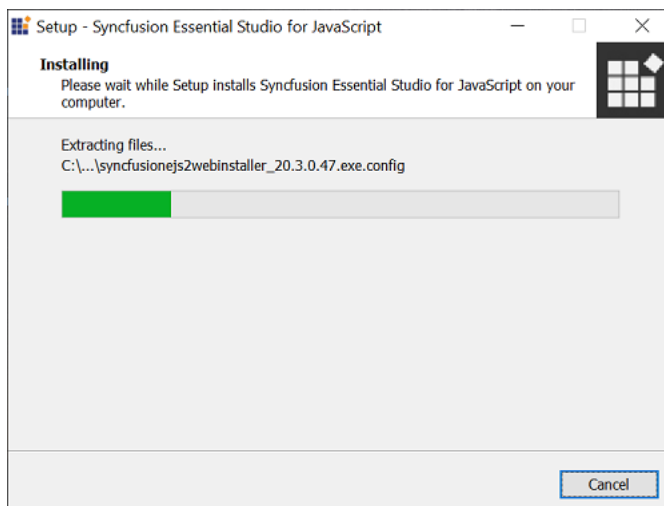 Setup - Syncfusion Essential Studio for JavaScript
Installing
Please wait while Setup installs Syncfusion Essential Studio for JavaScript on your
computer.
Extracting files...
C:\...\syncfusionejs2webinstaller_20.3.0.47.exe.config
Cancel